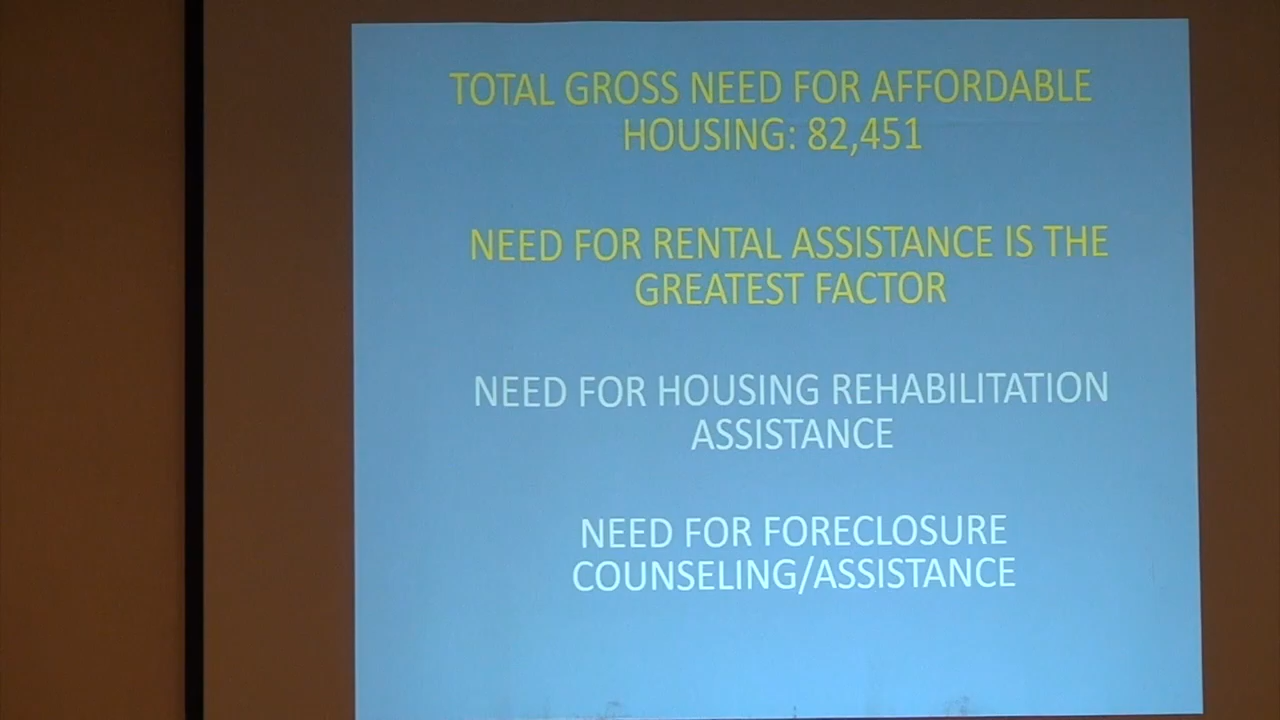 TOTAL GROSS NEED FOR AFFORDABLE
HOUSING: 82,451
NEED FOR RENTAL ASSISTANCE IS THE
GREATEST FACTOR
NEED FOR HOUSING REHABILITATION
ASSISTANCE
NEED FOR FORECLOSURE
COUNSELING/ASSISTANCE